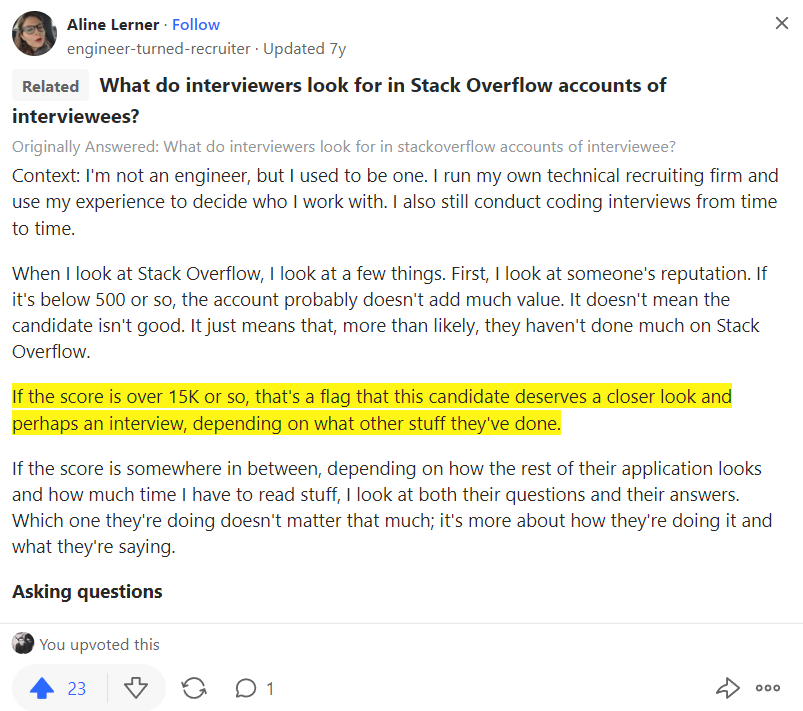 Aline Lerner · Follow
engineer-turned-recruiter · Updated 7y
Related What do interviewers look for in Stack Overflow accounts of
interviewees?
Originally Answered: What do interviewers look for in stackoverflow accounts of interviewee?
Context: I'm not an engineer, but I used to be one. I run my own technical recruiting firm and
use my experience to decide who I work with. I also still conduct coding interviews from time
to time.
When I look at Stack Overflow, I look at a few things. First, I look at someone's reputation. If
it's below 500 or so, the account probably doesn't add much value. It doesn't mean the
candidate isn't good. It just means that, more than likely, they haven't done much on Stack
Overflow.
If the score is over 15K or so, that's a flag that this candidate deserves a closer look and
perhaps an interview, depending on what other stuff they've done.
If the score is somewhere in between, depending on how the rest of their application looks
and how much time I have to read stuff, I look at both their questions and their answers.
Which one they're doing doesn't matter that much; it's more about how they're doing it and
what they're saying.
Asking questions
You upvoted this
23 1